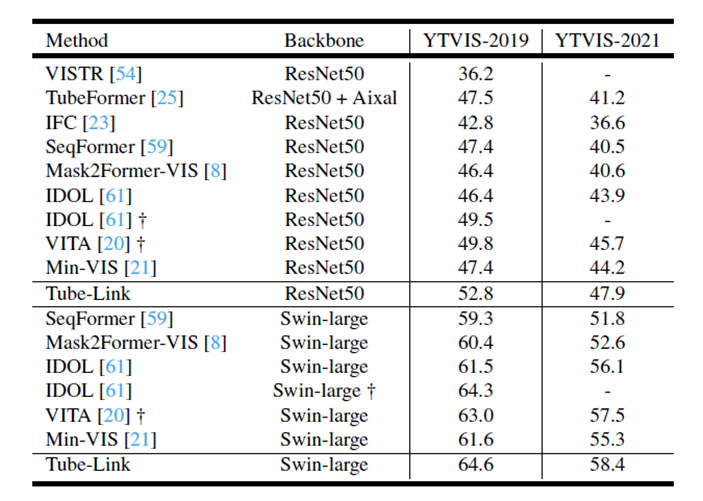 Method Backbone YTVIS-2019 YTVIS-2021
VISTR [54] ResNet50 36.2 -
TubeFormer [25] ResNet50 + Aixal 47.5 41.2
IFC [23] ResNet50 42.8 36.6
SeqFormer [59] ResNet50 47.4 40.5
Mask2Former-VIS [8] ResNet50 46.4 40.6
IDOL [61] ResNet50 46.4 43.9
IDOL [61] † ResNet50 49.5 -
VITA [20] † ResNet50 49.8 45.7
Min-VIS [21] ResNet50 47.4 44.2
Tube-Link ResNet50 52.8 47.9
SeqFormer [59] Swin-large 59.3 51.8
Mask2Former-VIS [8] Swin-large 60.4 52.6
IDOL [61] Swin-large 61.5 56.1
IDOL [61] Swin-large † 64.3 -
VITA [20] † Swin-large 63.0 57.5
Min-VIS [21] Swin-large 61.6 55.3
Tube-Link Swin-large 64.6 58.4